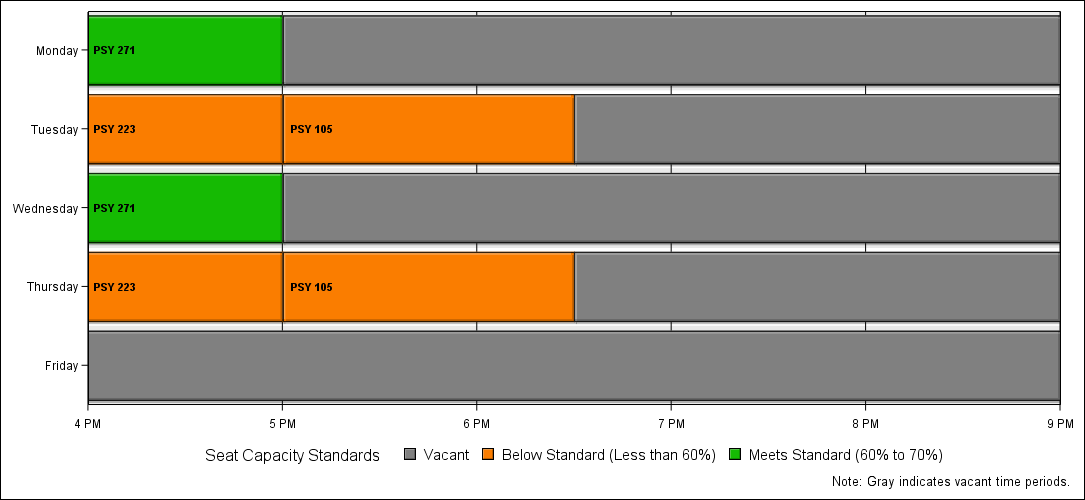 Monday PSY 271
Tuesday PSY 223 PSY 105
Wednesday PSY 271
Thursday PSY 223 PSY 105
Friday
4 PM 5 PM 6 PM 7 PM 8 PM 9 PM
Seat Capacity Standards Vacant Below Standard (Less than 60%) Meets Standard (60% to 70%)
Note: Gray indicates vacant time periods.